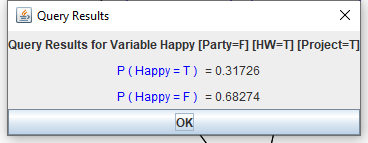 Query Results
Query Results for Variable Happy [Party=F] [HW=T] [Project=T]
P ( Happy = T ) = 0.31726
P ( Happy = F ) = 0.68274
OK